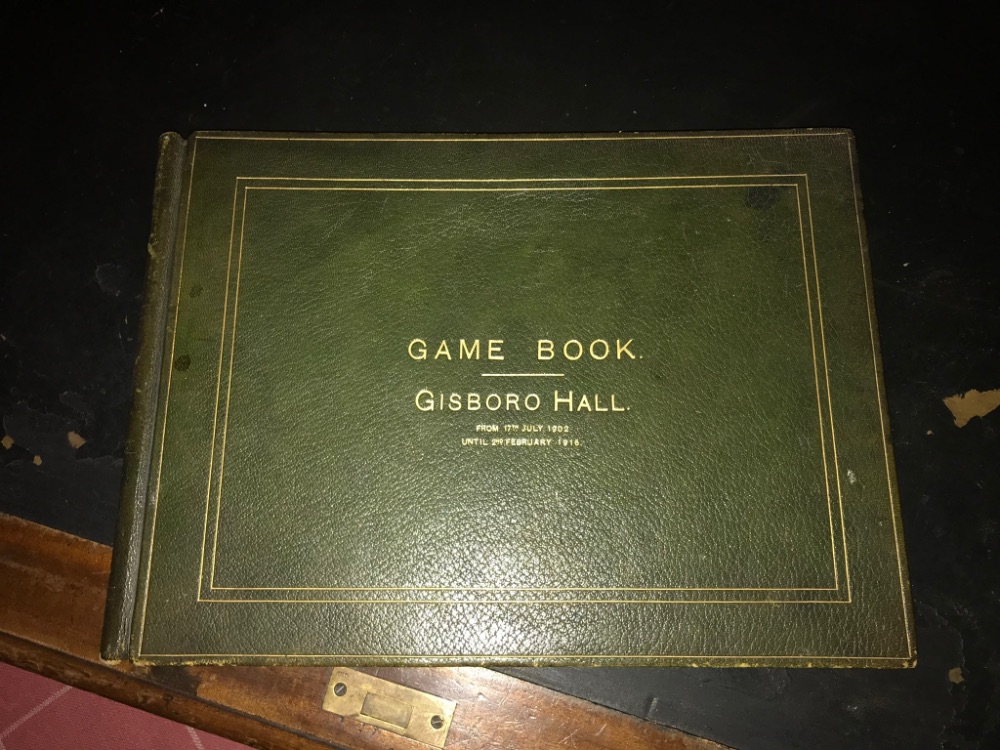 GAME BOOK.
GISBORO HALL.
FROM 17TH JULY 1902
UNTIL 2ND FEBRUARY 1916.